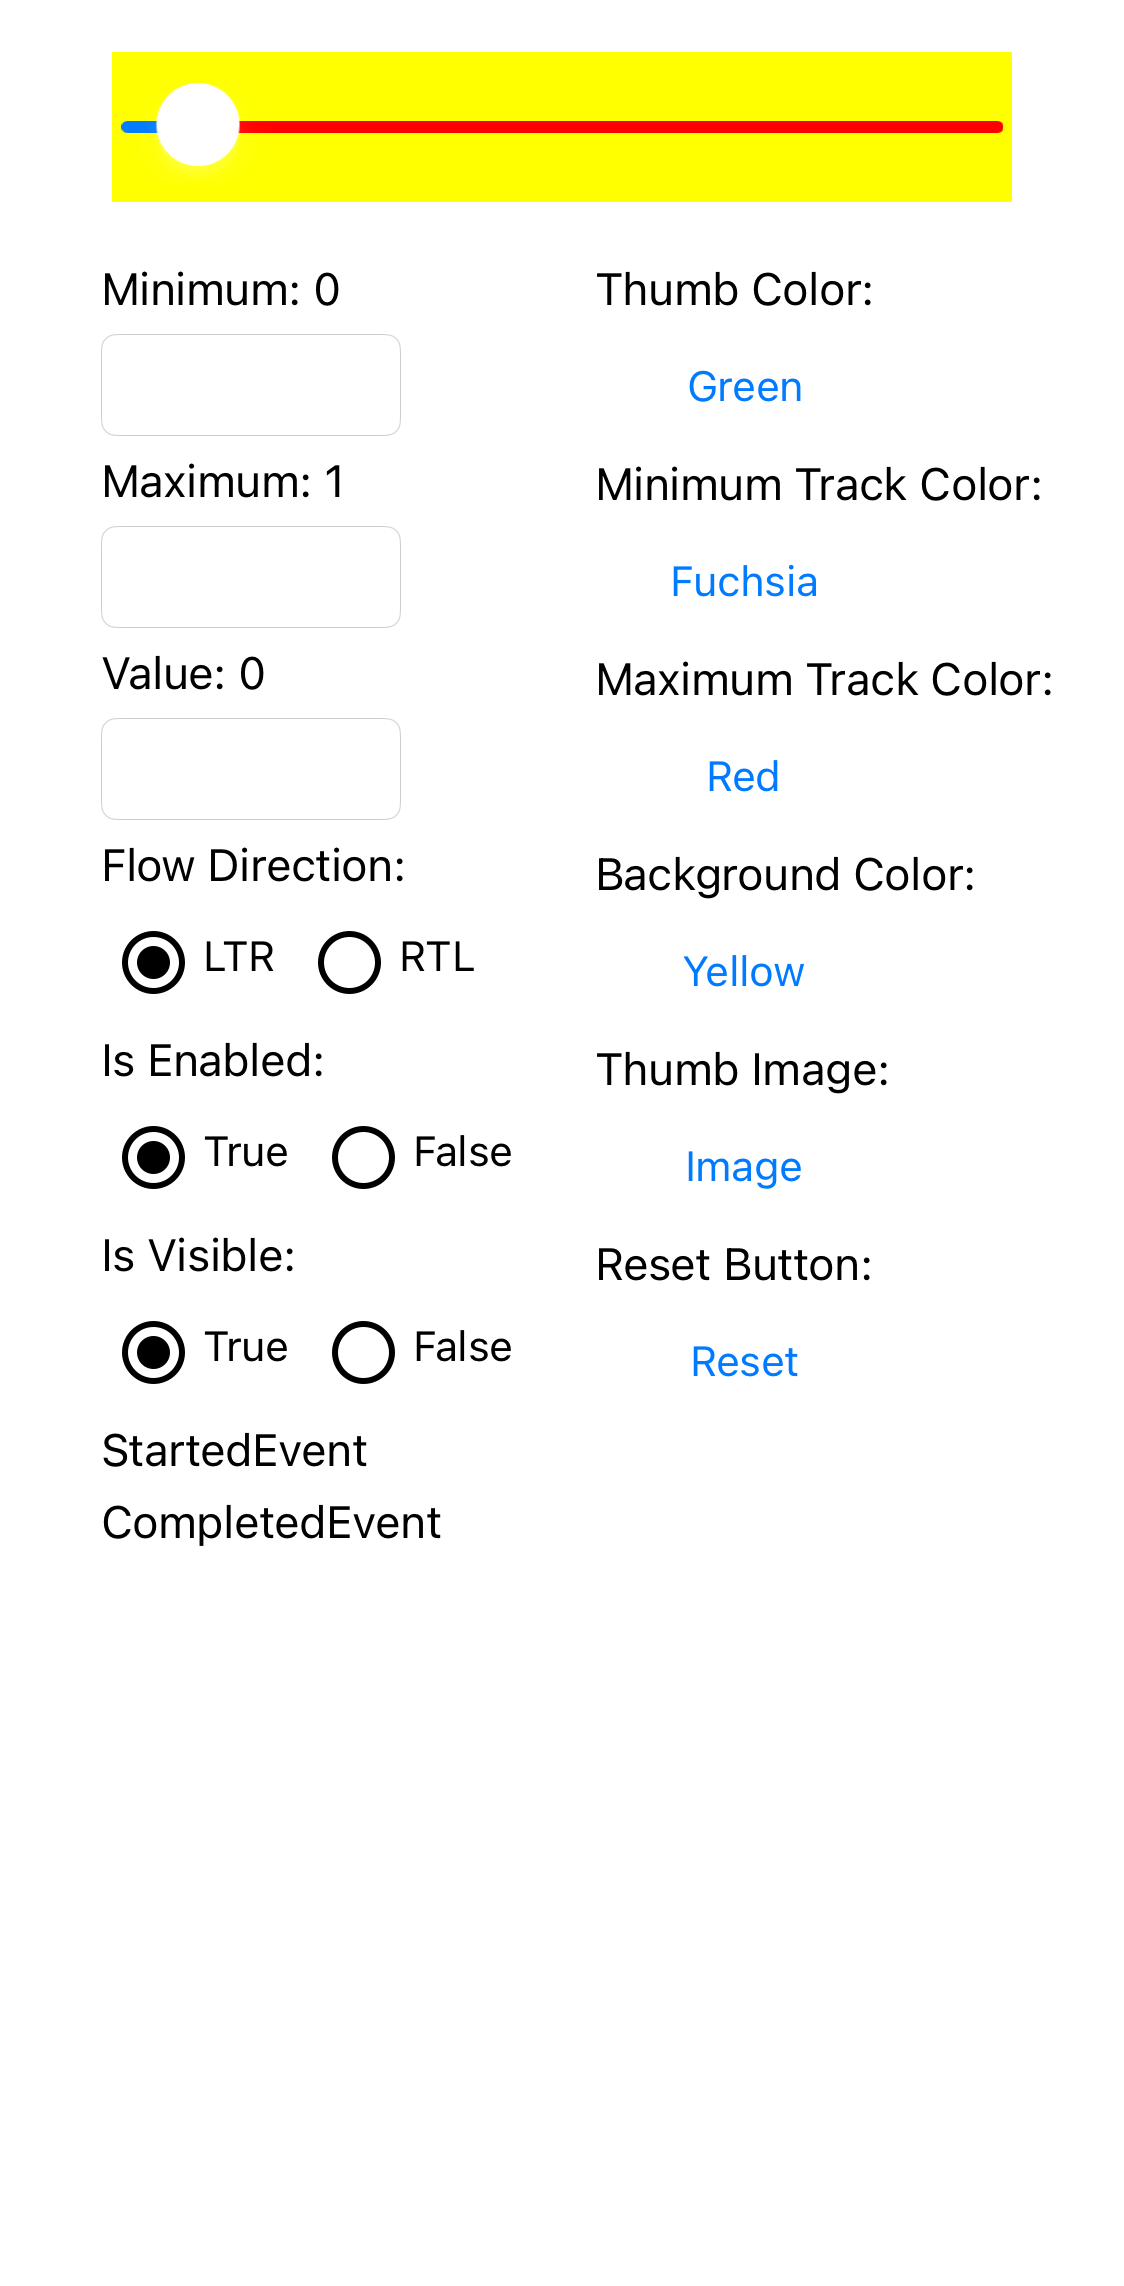 Minimum: 0
Maximum: 1
Value: 0
Flow Direction:
LTR RTL
Is Enabled:
True False
Is Visible:
True False
StartedEvent
CompletedEvent
Thumb Color:
Green
Minimum Track Color:
Fuchsia
Maximum Track Color:
Red
Background Color:
Yellow
Thumb Image:
Image
Reset Button:
Reset